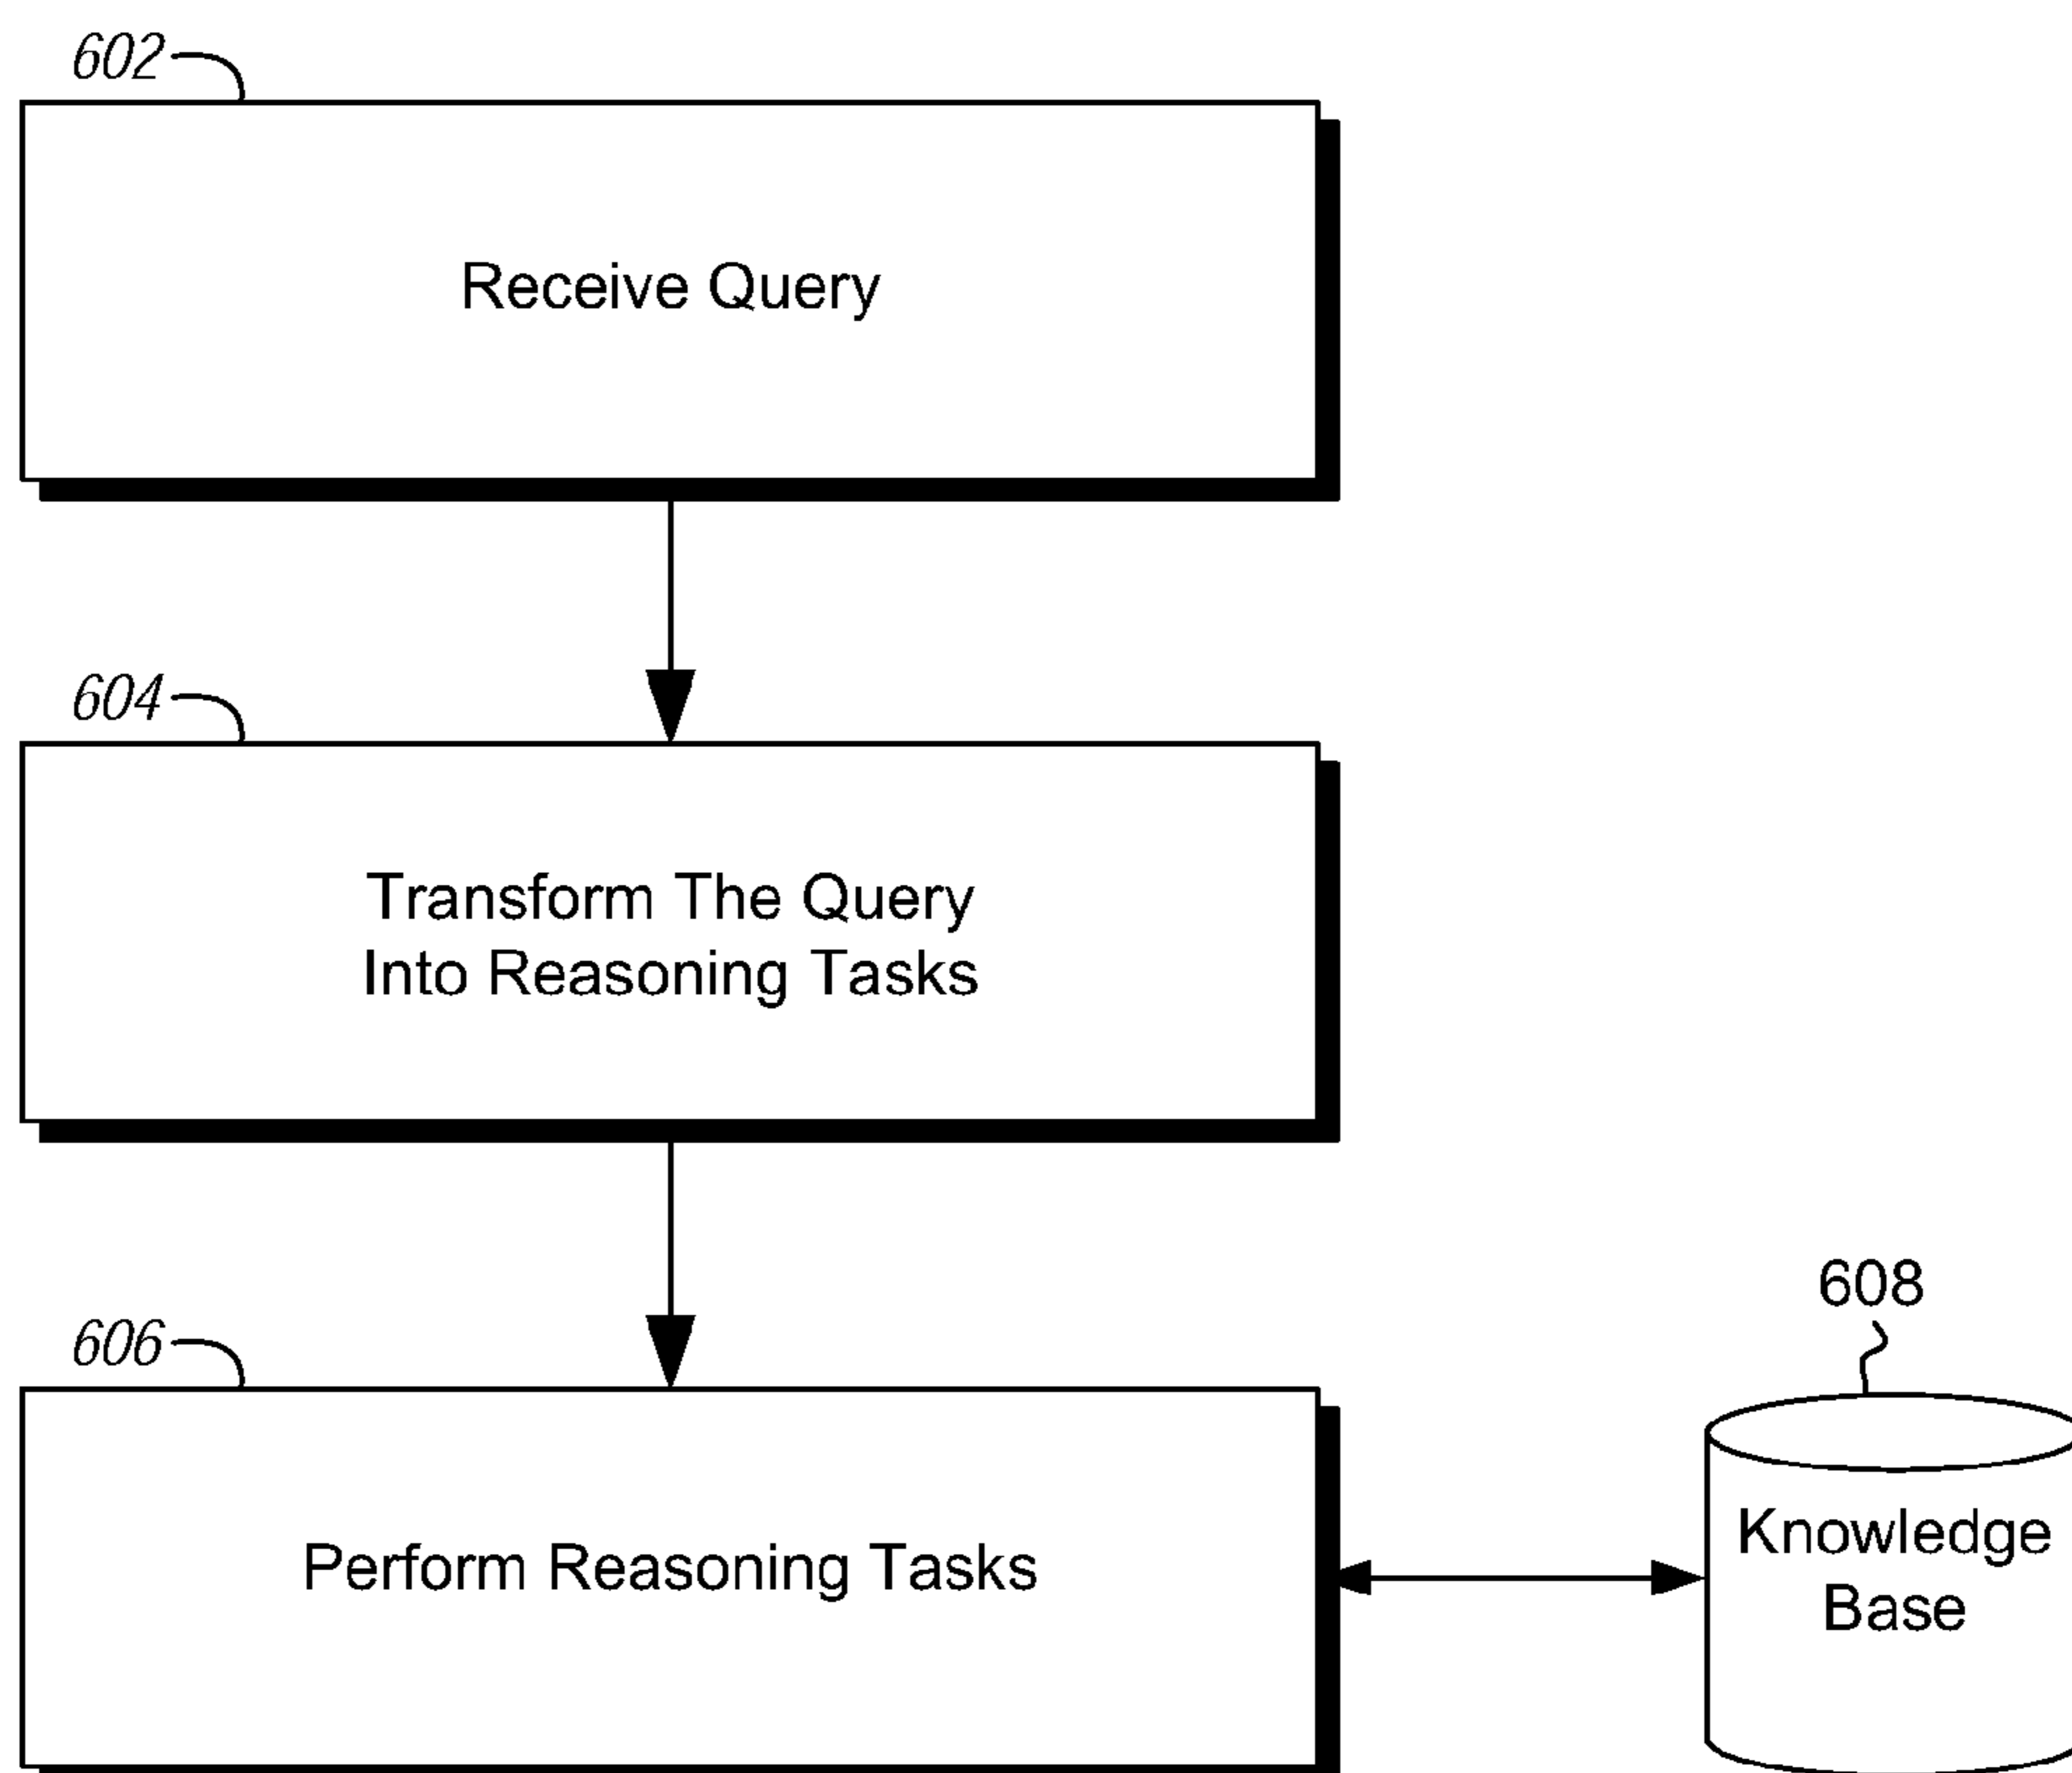 602
Receive Query
604
Transform The Query
Into Reasoning Tasks
606
Perform Reasoning Tasks
608
Knowledge
Base